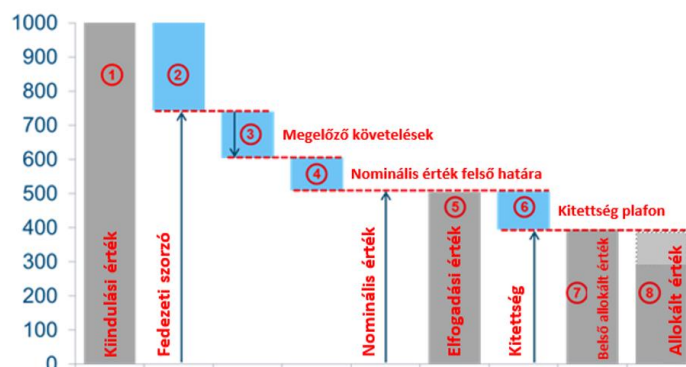 1000
900
800
700
600
500
400
300
200
100
0
1
2
3
4
5
6
7
8
Megelőző követelések
Nominális érték felső határa
Kitettség plafon
Kiindulási érték
Fedezeti szorzó
Nominális érték
Elfogadási érték
Kitettség
Belső allokált érték
Allokált érték